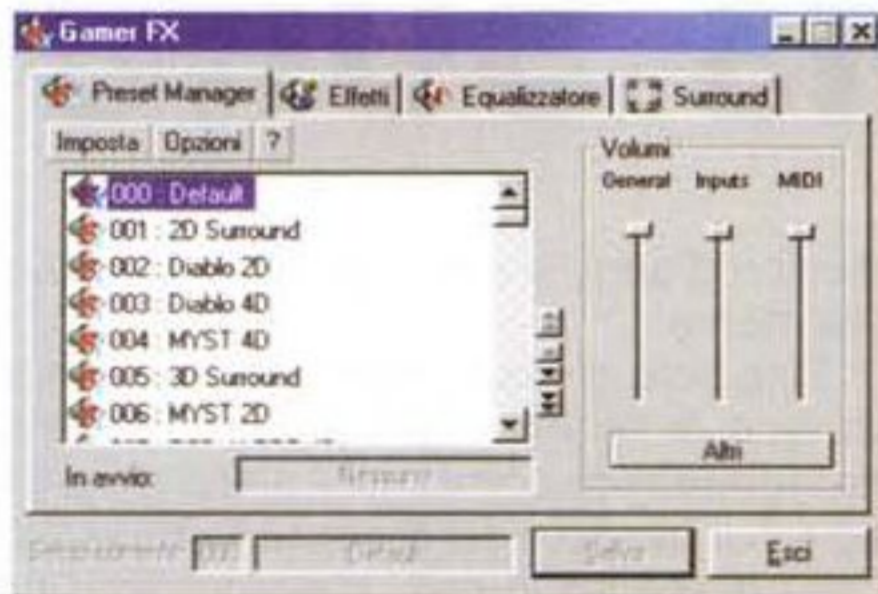 Gamer FX
Preset Manager Effetti Equalizzatore Surround
Imposta Opzioni ?
000 : Default
001 : 2D Surround
002 : Diablo 2D
003 : Diablo 4D
004 : MYST 4D
005 : 3D Surround
006 : MYST 2D
In avvio:
Volumi
General Inputs MIDI
Altri
Default
Salva
Esci